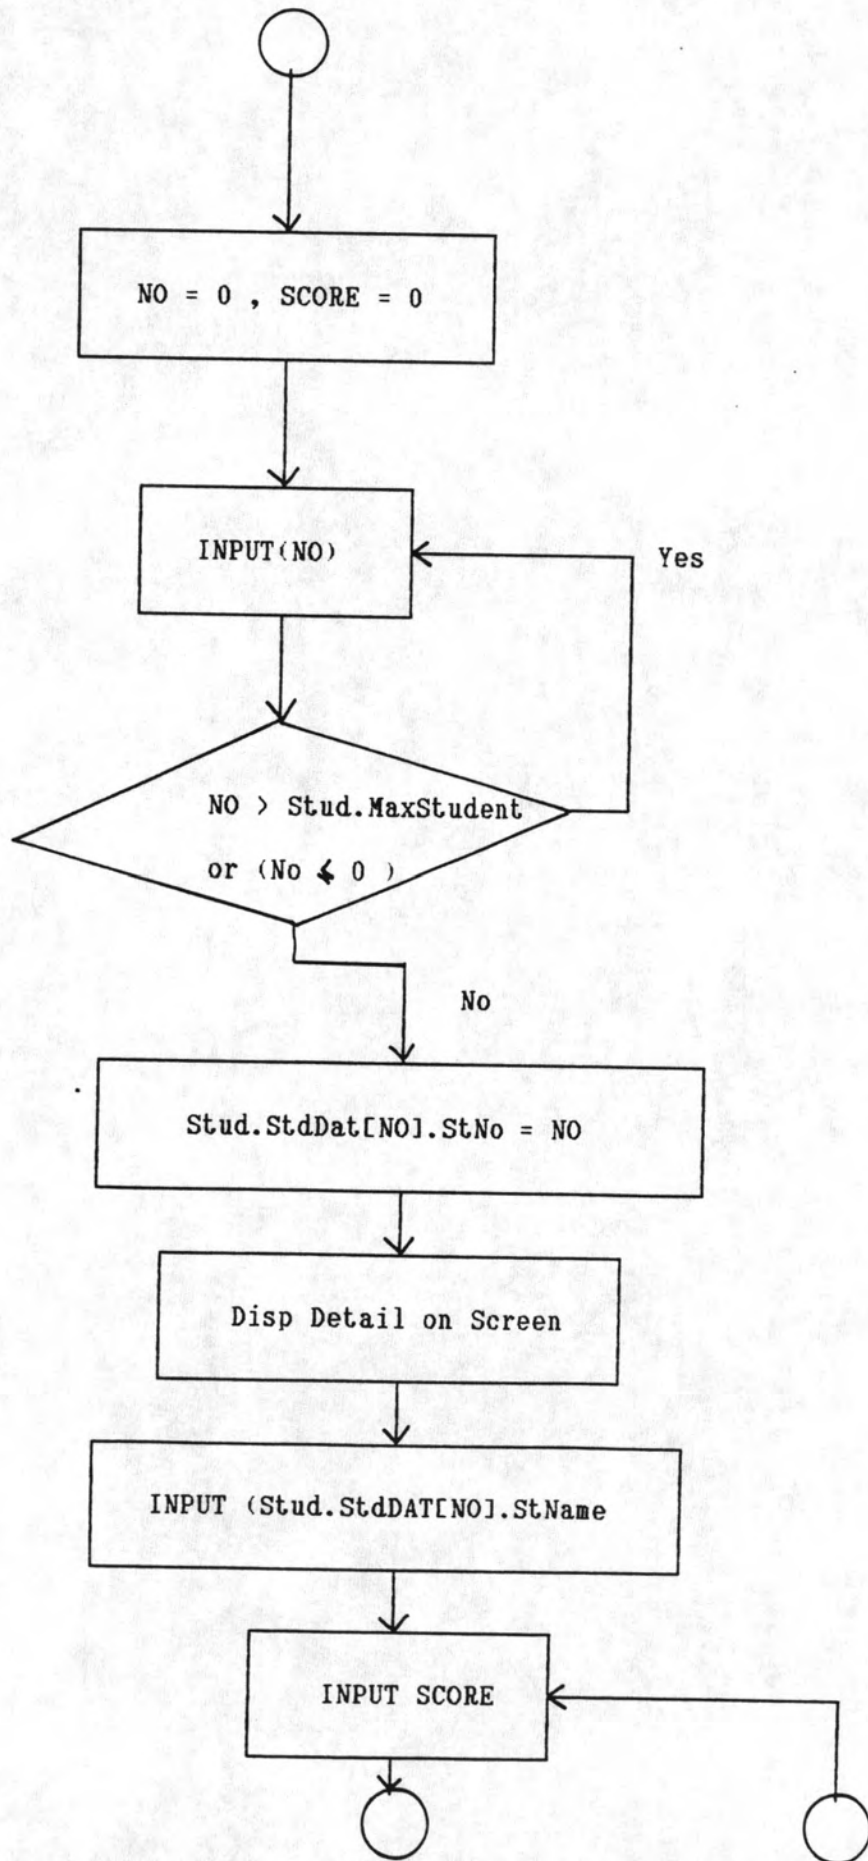 NO = 0 , SCORE = 0
INPUT(NO)
Yes
NO > Stud.MaxStudent
or (No < 0 )
No
Stud.StdDat[NO].StNo = NO
Disp Detail on Screen
INPUT (Stud.StdDAT[NO].StName
INPUT SCORE